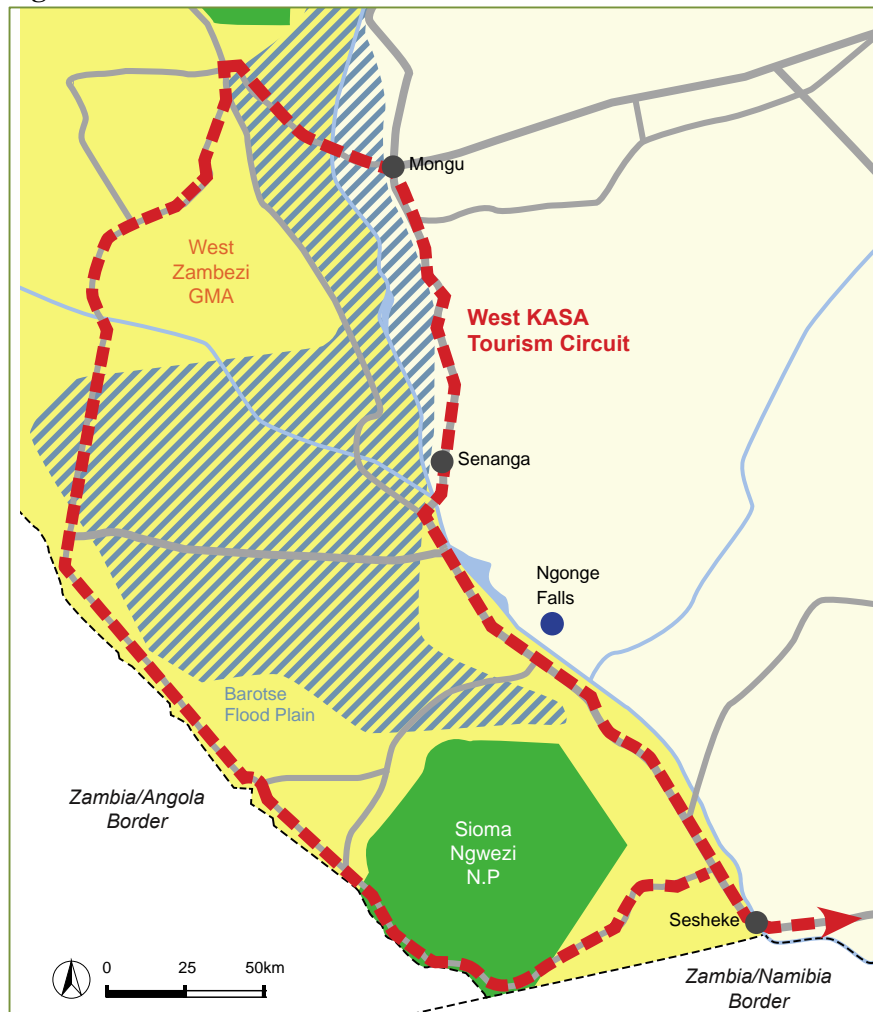 Mongu
West
Zambezi
GMA
West KASA
Tourism Circuit
Senanga
Ngonge
Falls
Barotse
Flood Plain
Zambia/Angola
Border
Sioma
Ngwezi
N.P
Sesheke
0 25 50km
Zambia/Namibia
Border